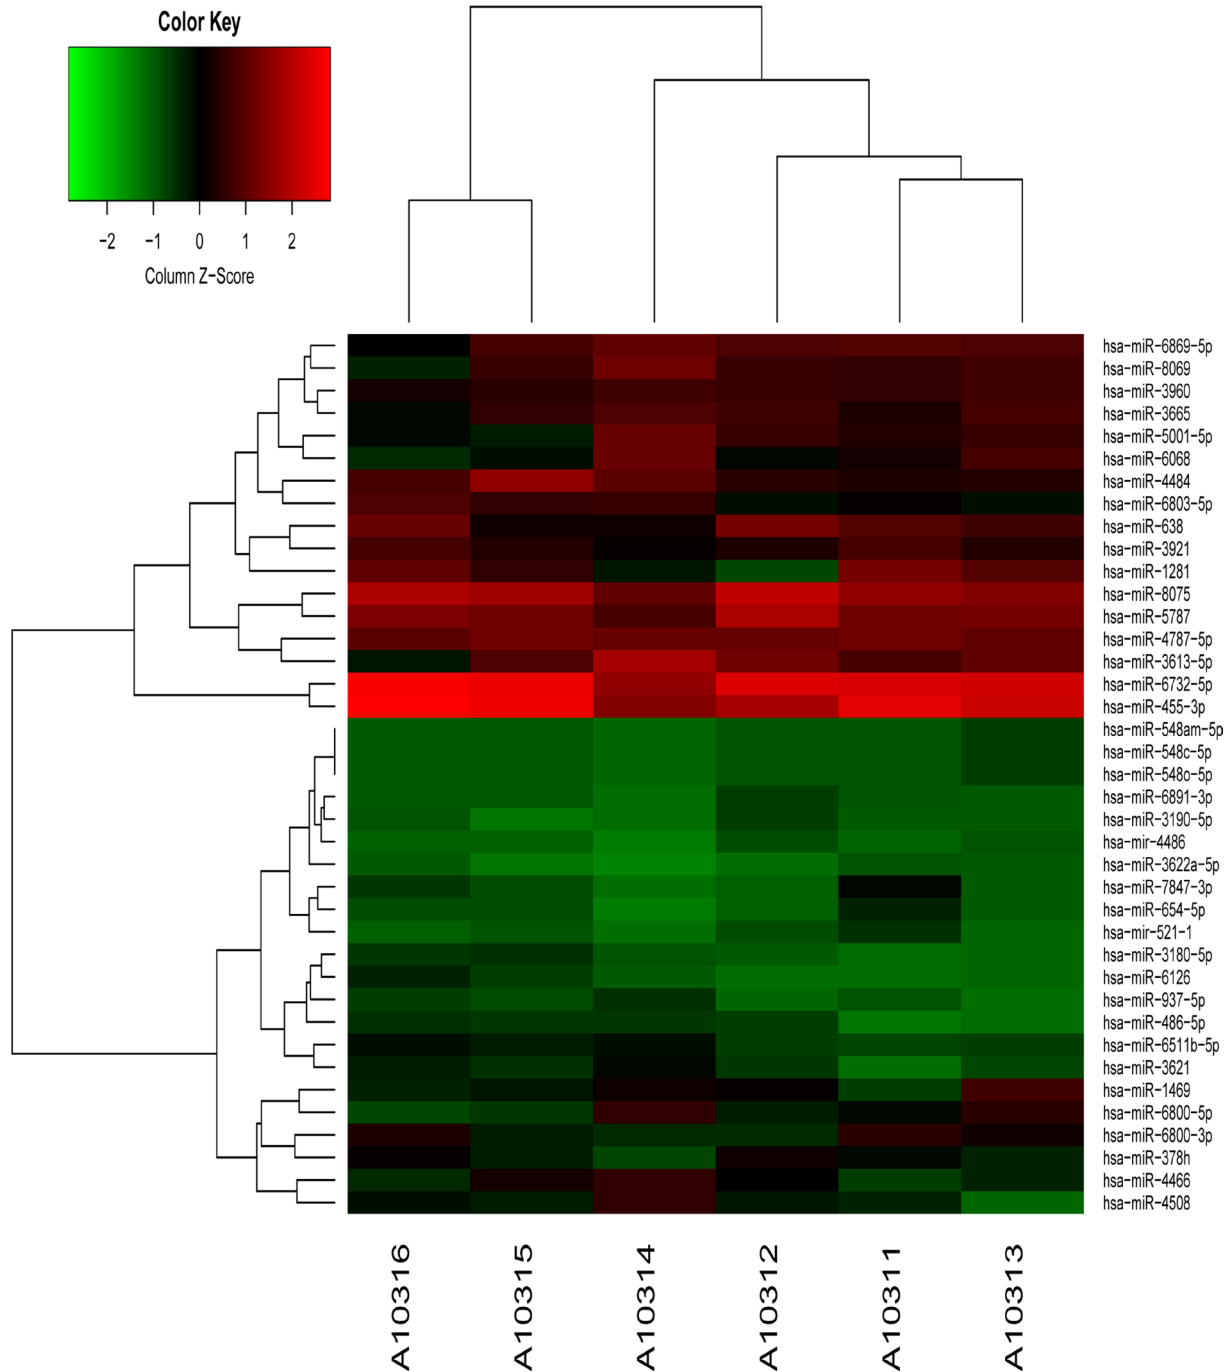 Color Key
−2 −1 0 1 2
Column Z−Score
hsa−miR−6869−5p
hsa−miR−8069
hsa−miR−3960
hsa−miR−3665
hsa−miR−5001−5p
hsa−miR−6068
hsa−miR−4484
hsa−miR−6803−5p
hsa−miR−638
hsa−miR−3921
hsa−miR−1281
hsa−miR−8075
hsa−miR−5787
hsa−miR−4787−5p
hsa−miR−3613−5p
hsa−miR−6732−5p
hsa−miR−455−3p
hsa−miR−548am−5p
hsa−miR−548c−5p
hsa−miR−548o−5p
hsa−miR−6891−3p
hsa−miR−3190−5p
hsa−mir−4486
hsa−miR−3622a−5p
hsa−miR−7847−3p
hsa−miR−654−5p
hsa−mir−521−1
hsa−miR−3180−5p
hsa−miR−6126
hsa−miR−937−5p
hsa−miR−486−5p
hsa−miR−6511b−5p
hsa−miR−3621
hsa−miR−1469
hsa−miR−6800−5p
hsa−miR−6800−3p
hsa−miR−378h
hsa−miR−4466
hsa−miR−4508
A10316
A10315
A10314
A10312
A10311
A10313